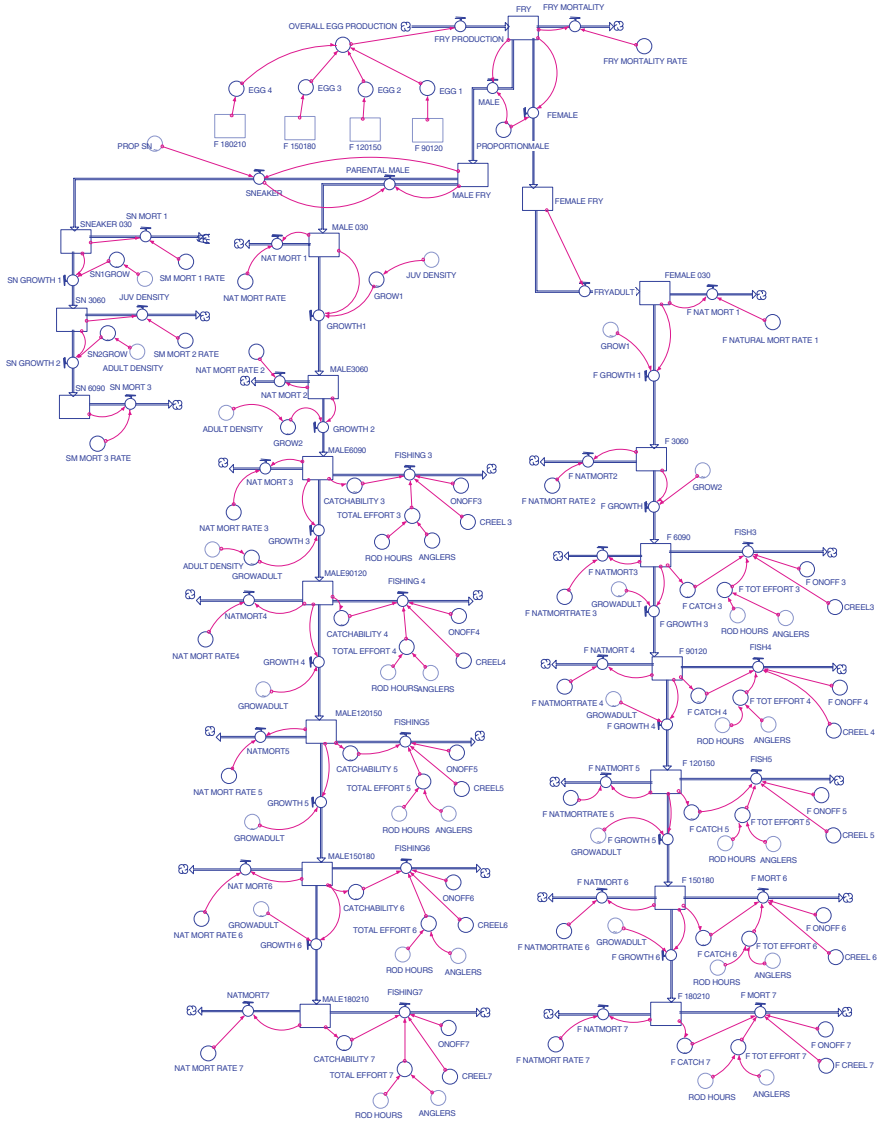 FRY
FRY MORTALITY
OVERALL EGG PRODUCTION
FRY PRODUCTION
FRY MORTALITY RATE
EGG 4
EGG 3
EGG 2
EGG 1
MALE
FEMALE
F 180210
F 150180
F 120150
F 90120
PROPORTIONMALE
PROP SN
PARENTAL MALE
SNEAKER
MALE FRY
FEMALE FRY
SN MORT 1
SNEAKER 030
MALE 030
NAT MORT 1
SN GROWTH 1
SN1GROW
SM MORT 1 RATE
JUV DENSITY
NAT MORT RATE
JUV DENSITY
GROW1
GROWTH1
FEMALE 030
FRYADULT
F NAT MORT 1
F NATURAL MORT RATE 1
GROW1
F GROWTH 1
SN 3060
SN GROWTH 2
SN2GROW
SM MORT 2 RATE
ADULT DENSITY
NAT MORT RATE 2
MALE3060
NAT MORT 2
SN 6090
SN MORT 3
SM MORT 3 RATE
ADULT DENSITY
GROW2
GROWTH 2
F 3060
F NATMORT2
F NATMORT RATE 2
F GROWTH
GROW2
MALE6090
FISHING 3
NAT MORT 3
CATCHABILITY 3
ONOFF3
NAT MORT RATE 3
TOTAL EFFORT 3
CREEL 3
GROWTH 3
ROD HOURS
ANGLERS
ADULT DENSITY
GROWADULT
F 6090
FISH3
F NATMORT3
F ONOFF 3
GROWADULT
F CATCH 3
F TOT EFFORT 3
CREEL3
F NATMORTRATE 3
F GROWTH 3
ROD HOURS
ANGLERS
MALE90120
FISHING 4
NATMORT4
CATCHABILITY 4
ONOFF4
NAT MORT RATE4
TOTAL EFFORT 4
CREEL4
GROWTH 4
ROD HOURS
ANGLERS
GROWADULT
F NATMORT 4
F 90120
FISH4
F NATMORTRATE 4
F CATCH 4
F TOT EFFORT 4
F ONOFF 4
GROWADULT
F GROWTH 4
ROD HOURS
ANGLERS
CREEL 4
MALE120150
FISHING5
NATMORT5
CATCHABILITY 5
ONOFF5
NAT MORT RATE 5
TOTAL EFFORT 5
CREEL5
GROWTH 5
GROWADULT
ROD HOURS
ANGLERS
F NATMORT 5
F 120150
FISH5
F NATMORTRATE 5
F CATCH 5
F TOT EFFORT 5
F ONOFF 5
F GROWTH 5
CREEL 5
GROWADULT
ROD HOURS
ANGLERS
MALE150180
FISHING6
NAT MORT6
CATCHABILITY 6
ONOFF6
GROWADULT
NAT MORT RATE 6
TOTAL EFFORT 6
CREEL6
GROWTH 6
ROD HOURS
ANGLERS
F NATMORT 6
F 150180
F MORT 6
F ONOFF 6
F NATMORTRATE 6
GROWADULT
F CATCH 6
F TOT EFFORT 6
CREEL 6
F GROWTH 6
ROD HOURS
ANGLERS
NATMORT7
MALE180210
FISHING7
ONOFF7
CATCHABILITY 7
NAT MORT RATE 7
TOTAL EFFORT 7
CREEL7
ROD HOURS
ANGLERS
F 180210
F MORT 7
F NATMORT 7
F ONOFF 7
F NATMORT RATE 7
F CATCH 7
F TOT EFFORT 7
F CREEL 7
ROD HOURS
ANGLERS